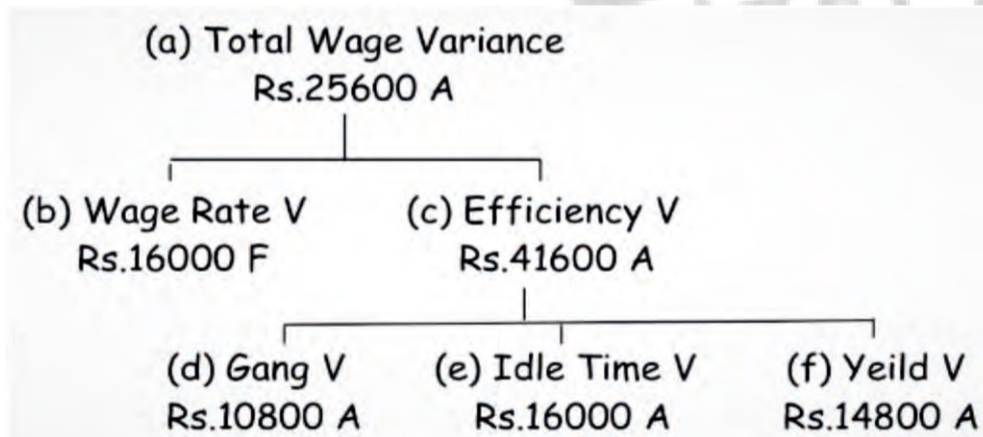 (a) Total Wage Variance
Rs.25600 A
(b) Wage Rate V (c) Efficiency V
Rs.16000 F Rs.41600 A
(d) Gang V (e) Idle Time V (f) Yeild V
Rs.10800 A Rs.16000 A Rs.14800 A